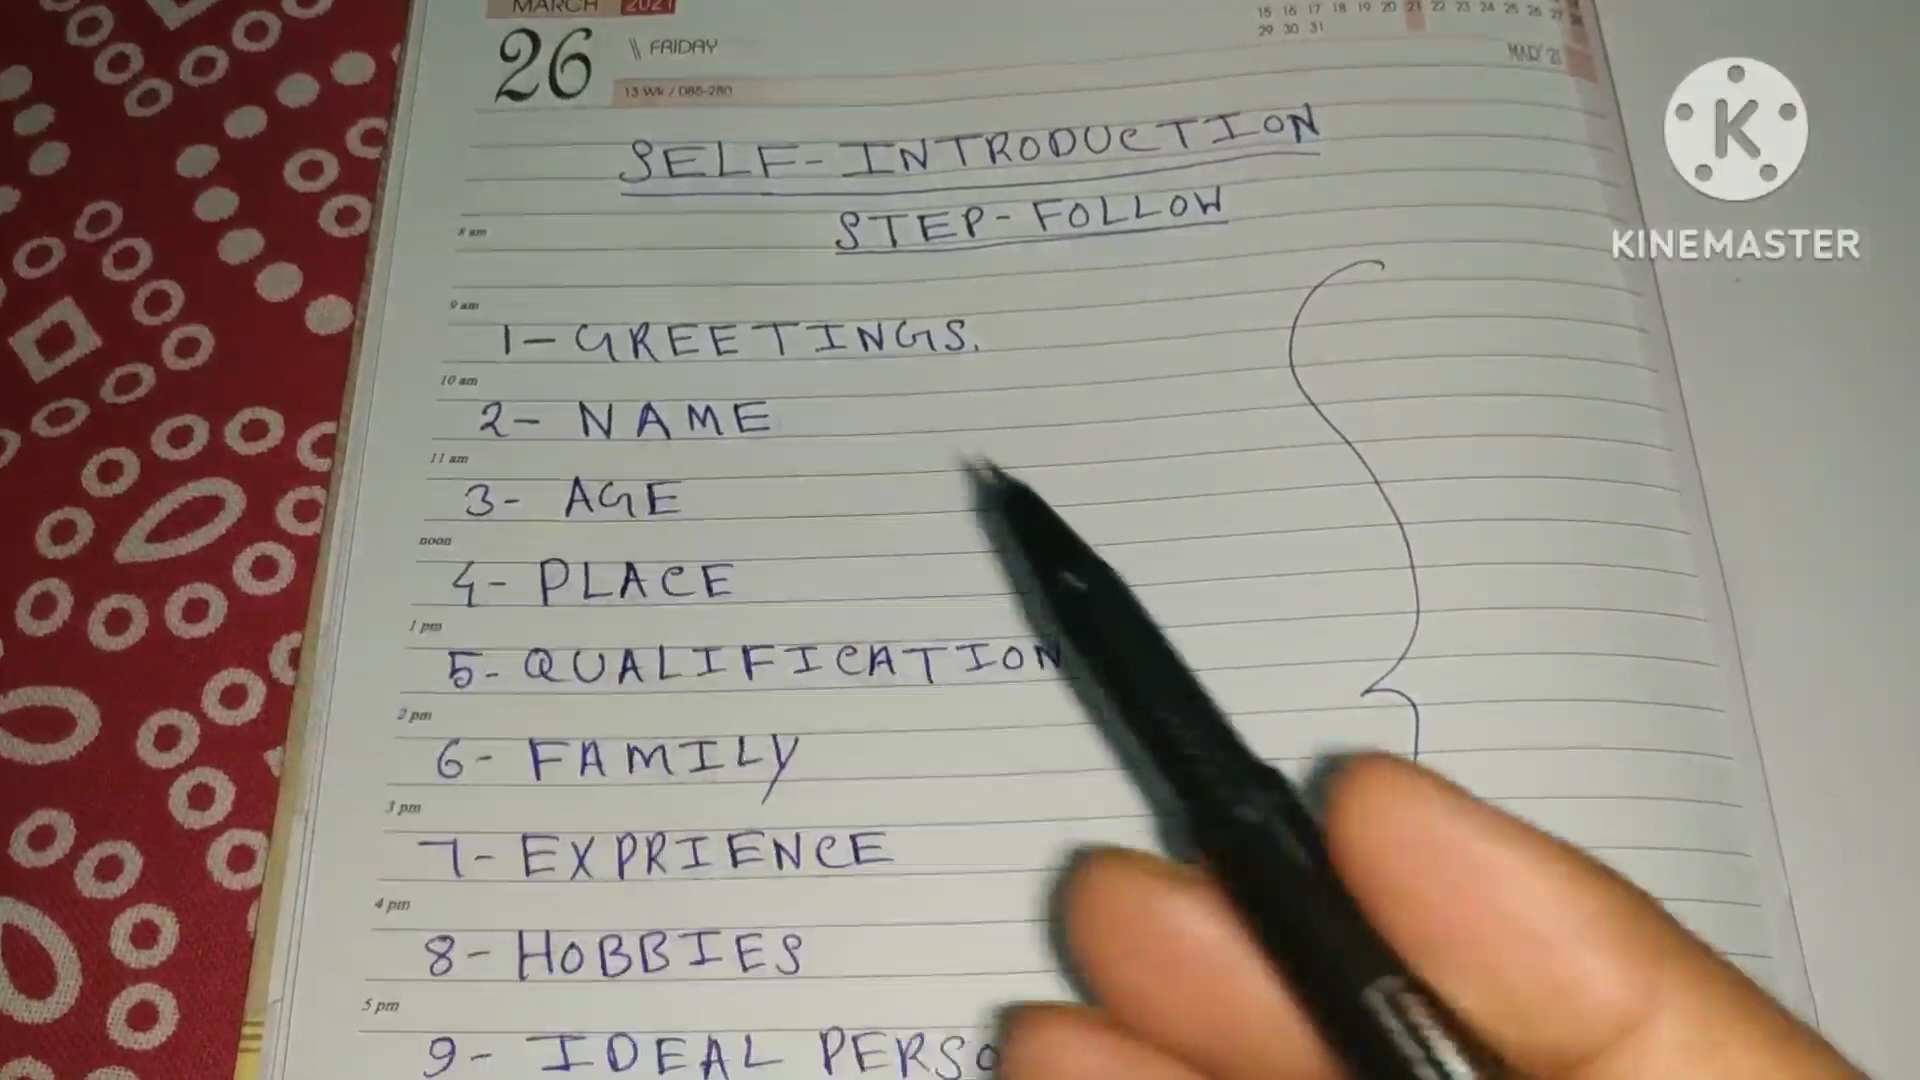 MARCH 2021
15 16 17 18 19 20 21 22 23 24 25 26 27
29 30 31
26 FRIDAY
13 Wk / 085-280
K
KINEMASTER
SELF-INTRODUCTION
STEP-FOLLOW
8 am
9 am
1- GREETINGS.
10 am
2- NAME
11 am
3- AGE
noon
4- PLACE
1 pm
5- QUALIFICATION
2 pm
6- FAMILY
3 pm
7- EXPRIENCE
4 pm
8- HOBBIES
5 pm
9- IDEAL PERSO